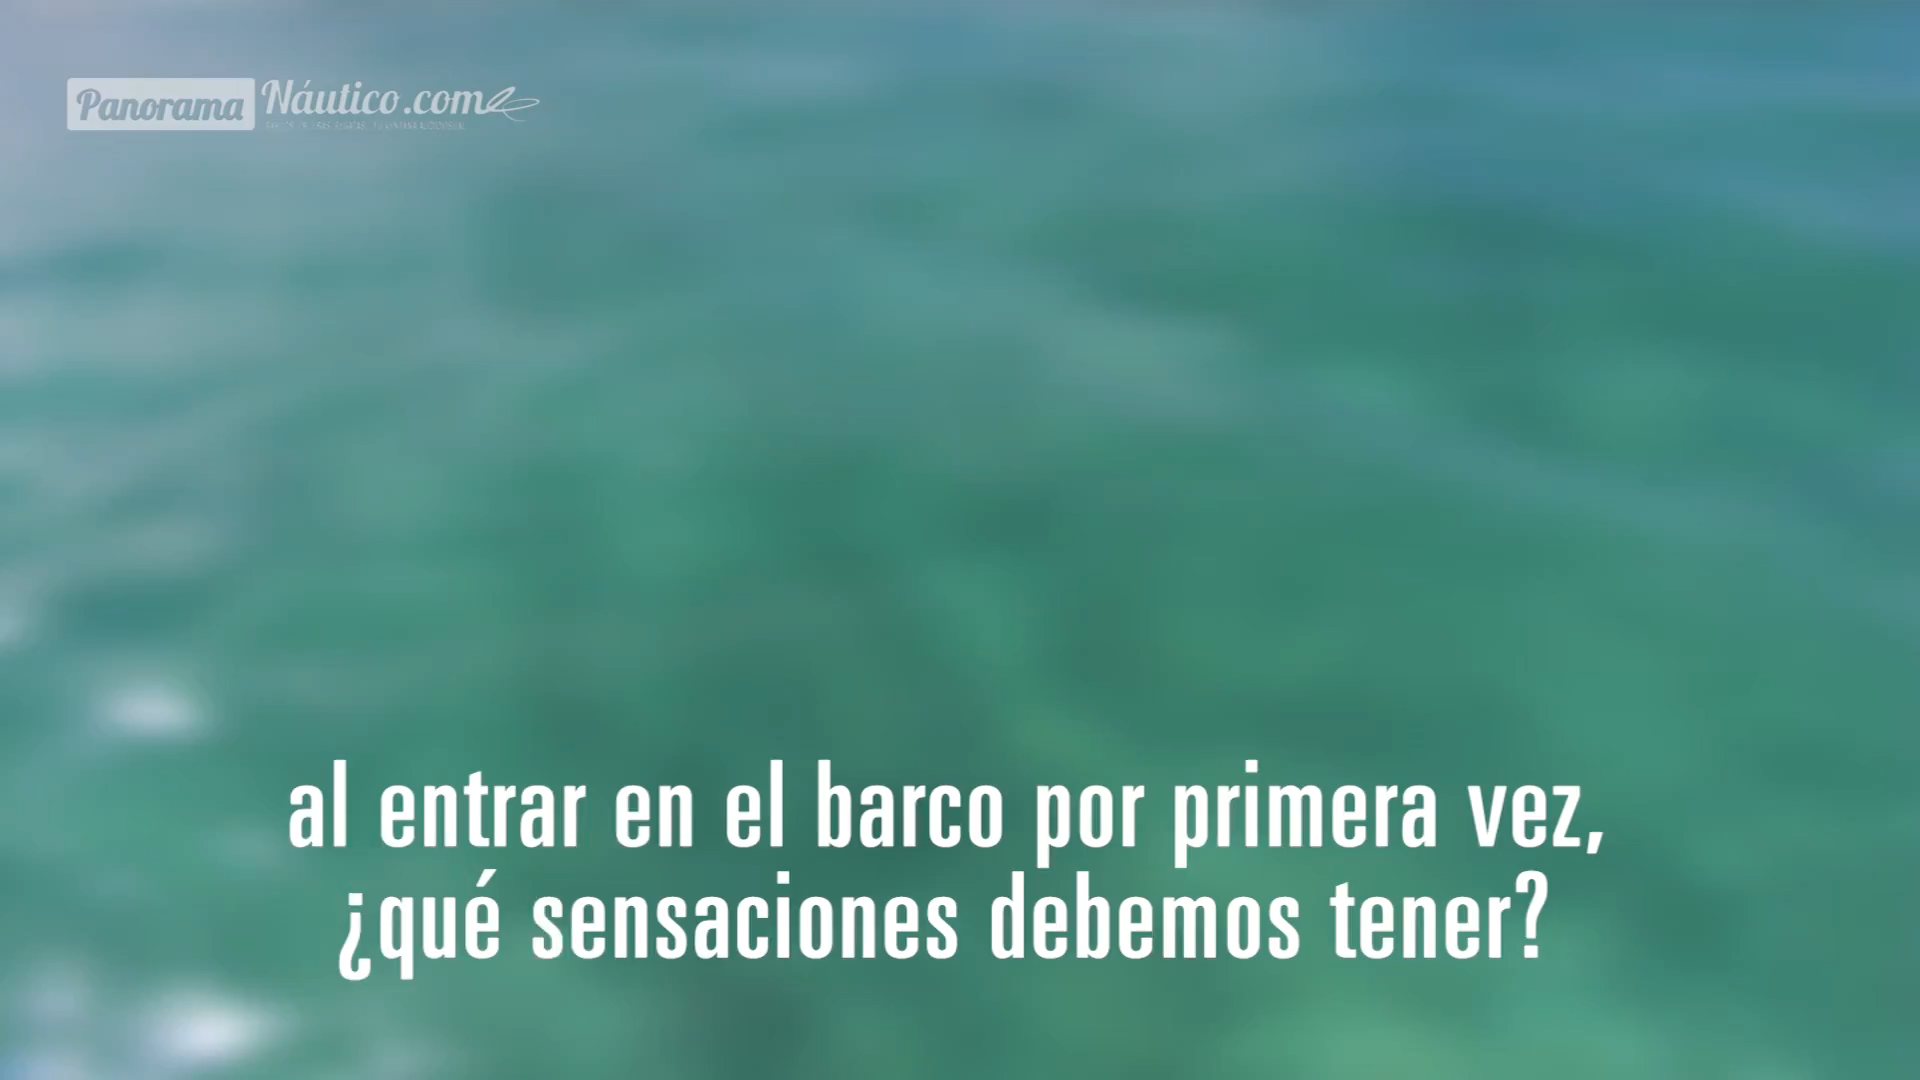 Panorama Náutico.com
al entrar en el barco por primera vez,
¿qué sensaciones debemos tener?